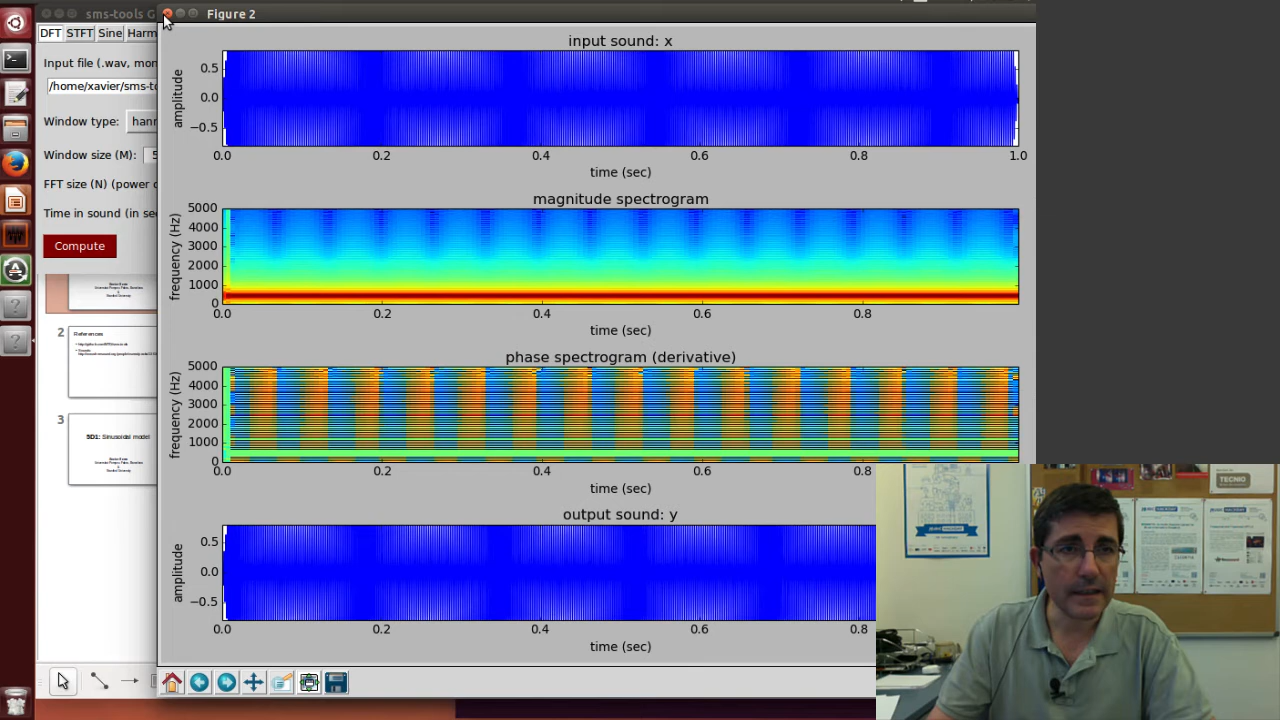 sms-tools G
Figure 2
DFT STFT Sine Harm
Input file (.wav, mon
/home/xavier/sms-to
Window type: hann
Window size (M): 5
FFT size (N) (power o
Time in sound (in se
Compute
2
References
3
5D1: Sinusoidal model
input sound: x
amplitude
0.5
0.0
−0.5
0.0 0.2 0.4 0.6 0.8 1.0
time (sec)
magnitude spectrogram
frequency (Hz)
5000
4000
3000
2000
1000
0
0.0 0.2 0.4 0.6 0.8
time (sec)
phase spectrogram (derivative)
frequency (Hz)
5000
4000
3000
2000
1000
0
0.0 0.2 0.4 0.6 0.8
time (sec)
output sound: y
amplitude
0.5
0.0
−0.5
0.0 0.2 0.4 0.6 0.8
time (sec)
TECNIO